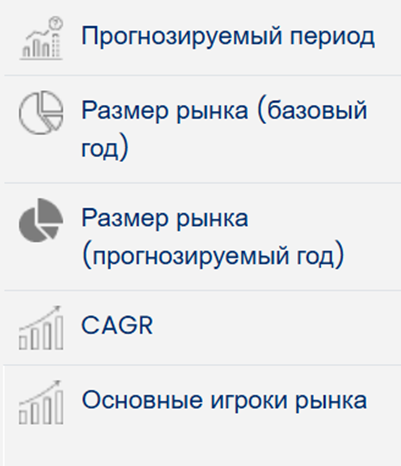 Прогнозируемый период
Размер рынка (базовый
год)
Размер рынка
(прогнозируемый год)
CAGR
Основные игроки рынка